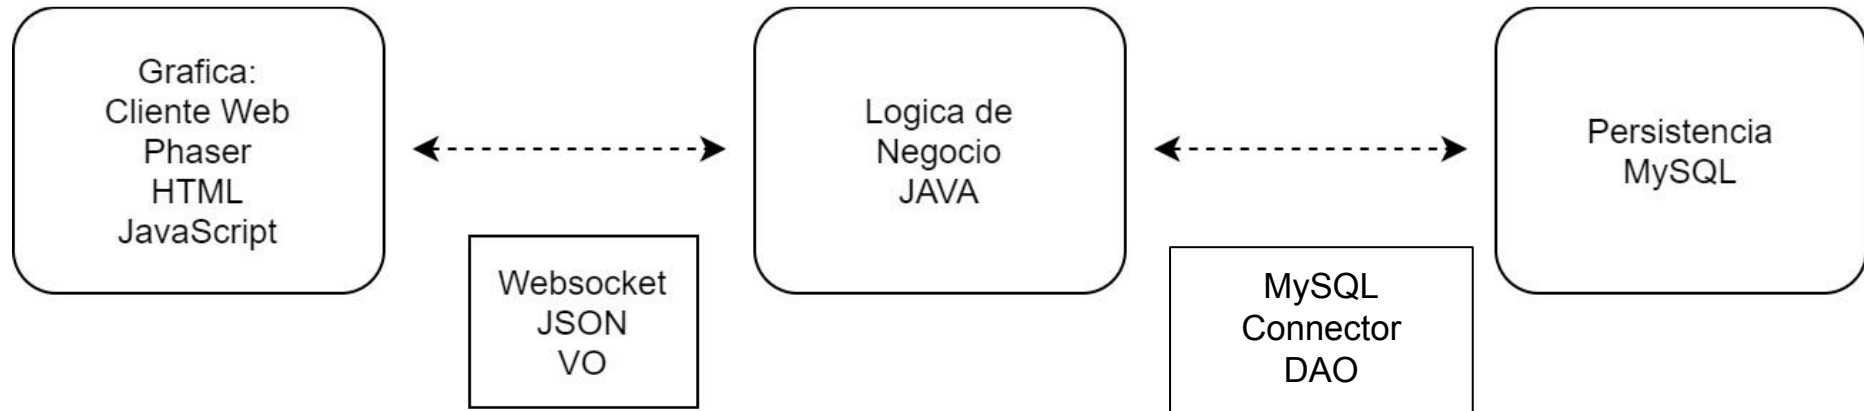 Grafica:
Cliente Web
Phaser
HTML
JavaScript
Websocket
JSON
VO
Logica de
Negocio
JAVA
MySQL
Connector
DAO
Persistencia
MySQL